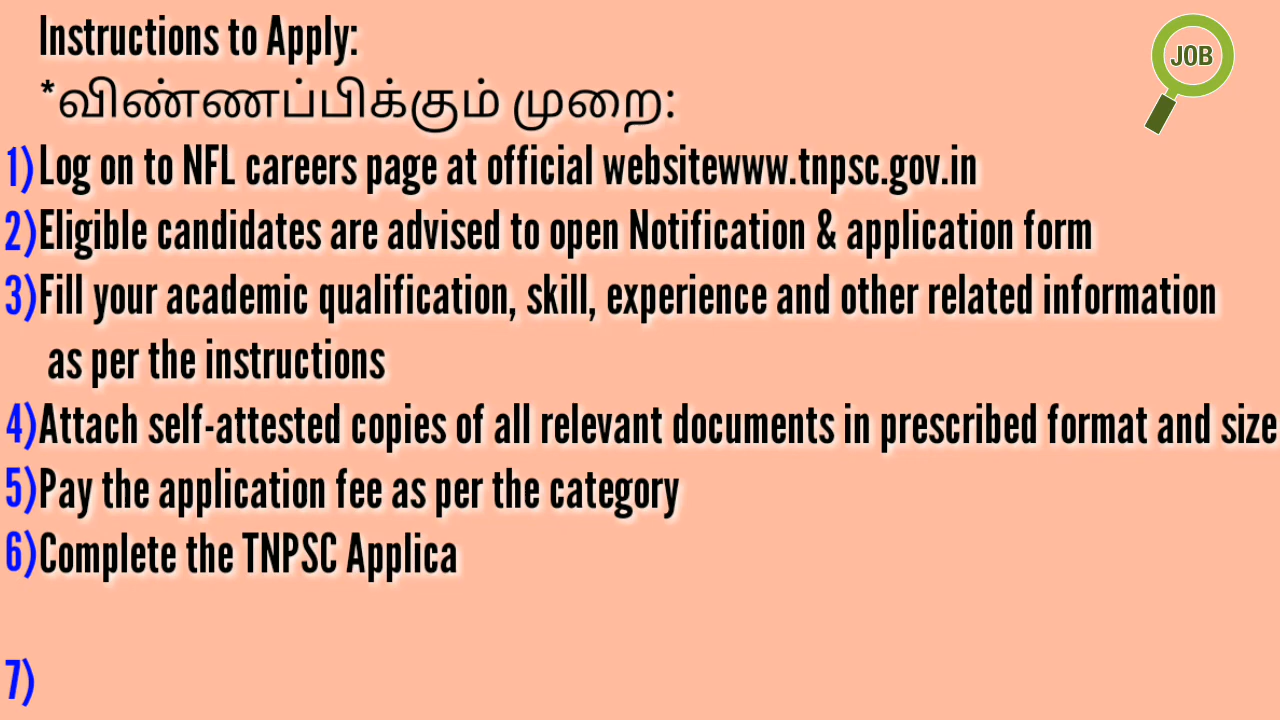 Instructions to Apply:
JOB
*விண்ணப்பிக்கும் முறை:
1)Log on to NFL careers page at official websitewww.tnpsc.gov.in
2)Eligible candidates are advised to open Notification & application form
3)Fill your academic qualification, skill, experience and other related information
as per the instructions
4)Attach self-attested copies of all relevant documents in prescribed format and size
5)Pay the application fee as per the category
6)Complete the TNPSC Applica
7)